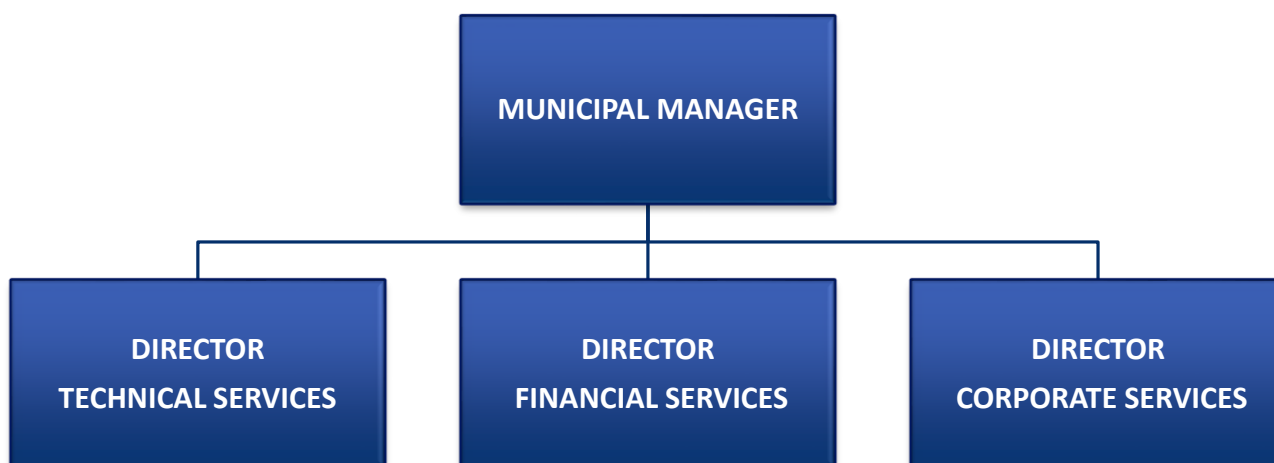 MUNICIPAL MANAGER
DIRECTOR
TECHNICAL SERVICES
DIRECTOR
FINANCIAL SERVICES
DIRECTOR
CORPORATE SERVICES